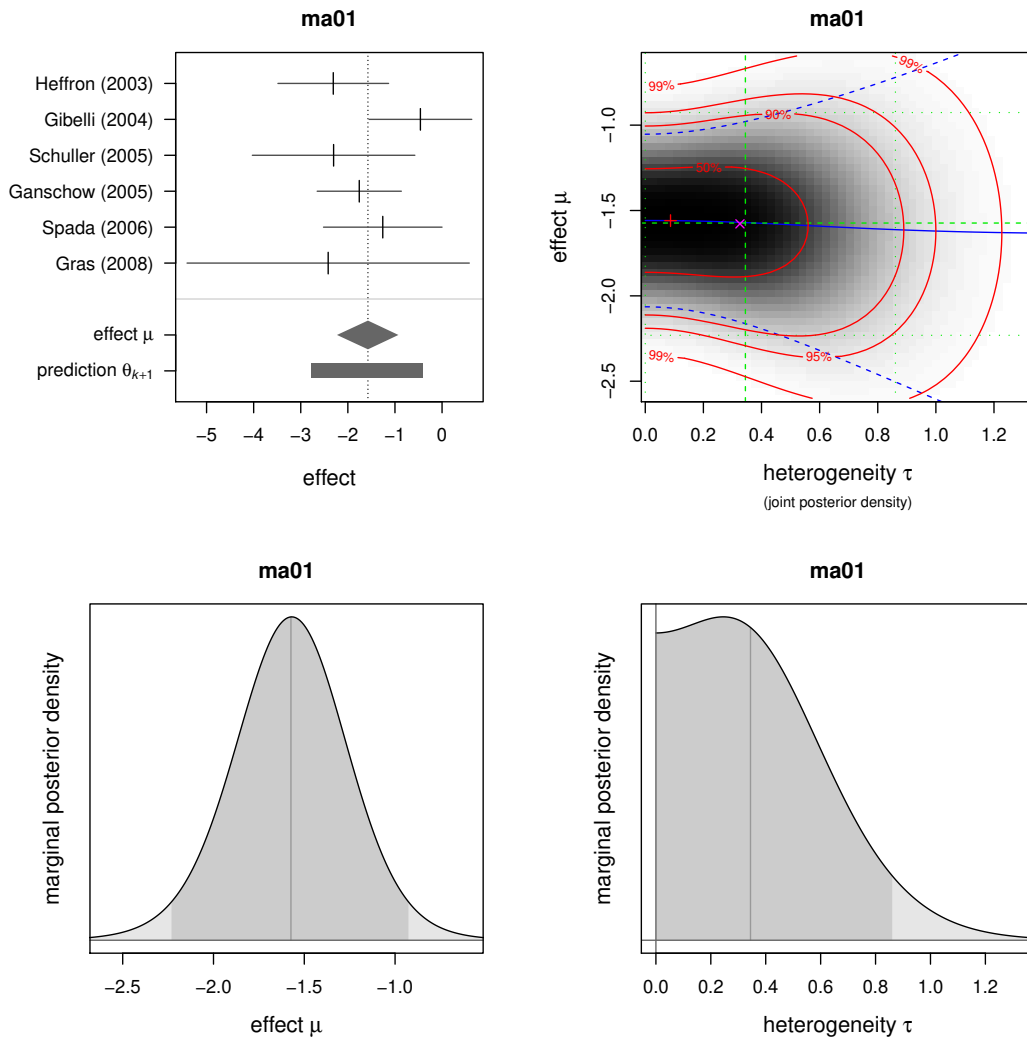 ma01
Heffron (2003)
Gibelli (2004)
Schuller (2005)
Ganschow (2005)
Spada (2006)
Gras (2008)
effect μ
prediction θk+1
−5 −4 −3 −2 −1 0
effect
ma01
99%
99%
90%
50%
95%
99%
effect μ
−1.0
−1.5
−2.0
−2.5
0.0 0.2 0.4 0.6 0.8 1.0 1.2
heterogeneity τ
(joint posterior density)
ma01
marginal posterior density
−2.5 −2.0 −1.5 −1.0
effect μ
ma01
marginal posterior density
0.0 0.2 0.4 0.6 0.8 1.0 1.2
heterogeneity τ